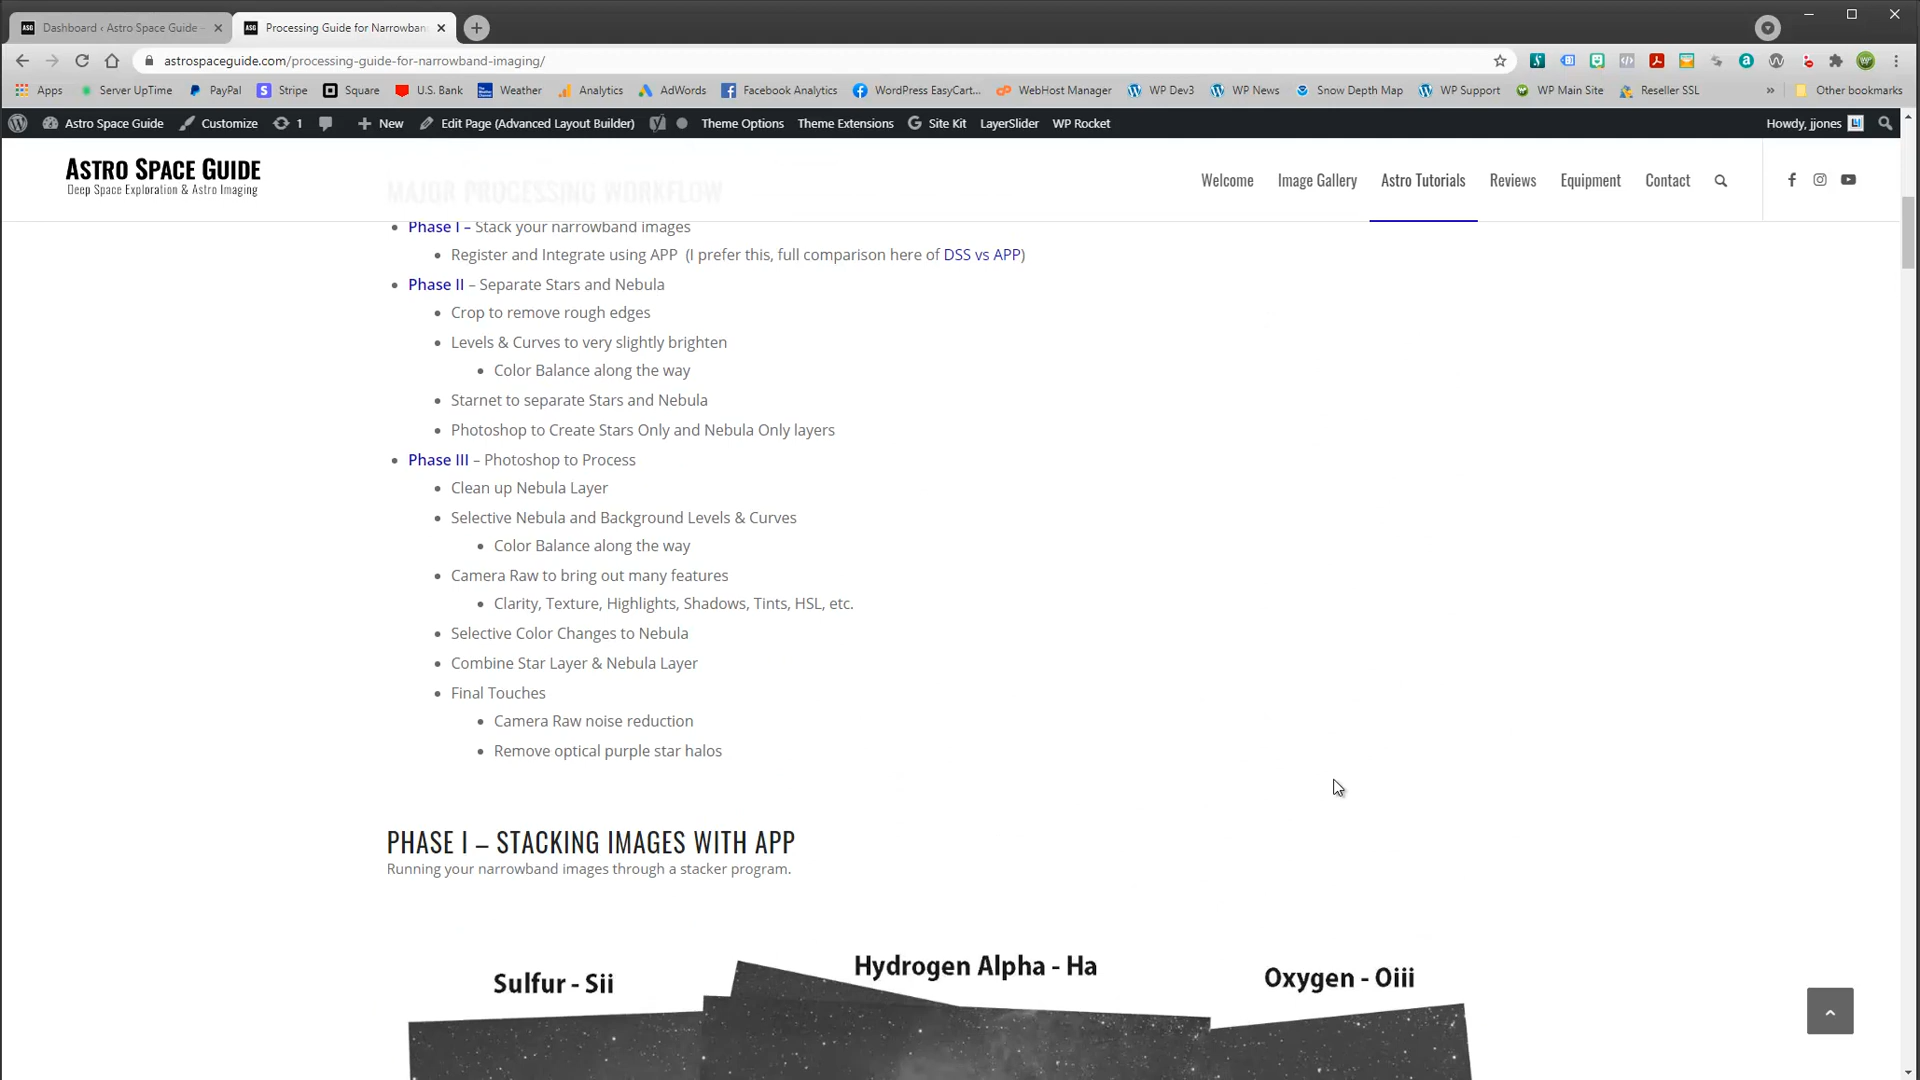 Dashboard ‹ Astro Space Guide –
Processing Guide for Narrowban
astrospaceguide.com/processing-guide-for-narrowband-imaging/
Apps Server UpTime PayPal Stripe Square U.S. Bank Weather Analytics AdWords Facebook Analytics WordPress EasyCart... WebHost Manager WP Dev3 WP News Snow Depth Map WP Support WP Main Site Reseller SSL » Other bookmarks
Astro Space Guide Customize 1 New Edit Page (Advanced Layout Builder) Theme Options Theme Extensions Site Kit LayerSlider WP Rocket Howdy, jjones
ASTRO SPACE GUIDE
Deep Space Exploration & Astro Imaging
Welcome Image Gallery Astro Tutorials Reviews Equipment Contact
MAJOR PROCESSING WORKFLOW
Phase I – Stack your narrowband images
Register and Integrate using APP (I prefer this, full comparison here of DSS vs APP)
Phase II – Separate Stars and Nebula
Crop to remove rough edges
Levels & Curves to very slightly brighten
Color Balance along the way
Starnet to separate Stars and Nebula
Photoshop to Create Stars Only and Nebula Only layers
Phase III – Photoshop to Process
Clean up Nebula Layer
Selective Nebula and Background Levels & Curves
Color Balance along the way
Camera Raw to bring out many features
Clarity, Texture, Highlights, Shadows, Tints, HSL, etc.
Selective Color Changes to Nebula
Combine Star Layer & Nebula Layer
Final Touches
Camera Raw noise reduction
Remove optical purple star halos
PHASE I – STACKING IMAGES WITH APP
Running your narrowband images through a stacker program.
Sulfur - Sii
Hydrogen Alpha - Ha
Oxygen - Oiii